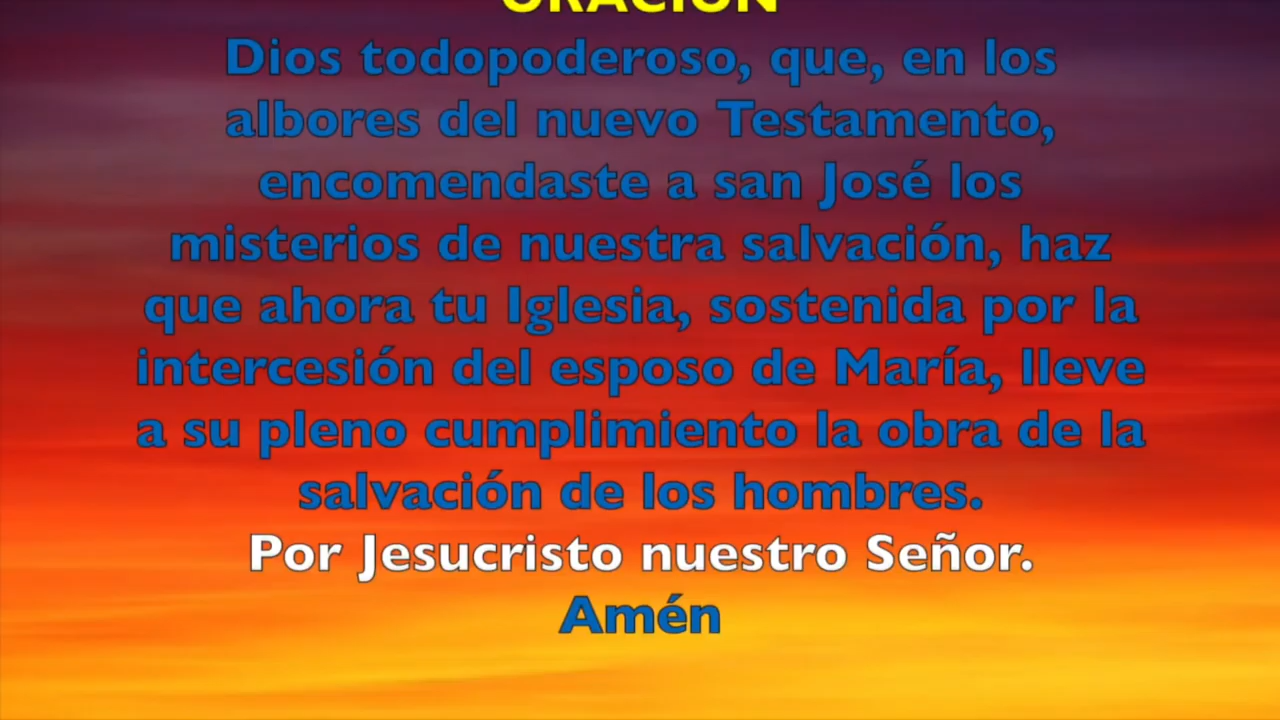 ORACIÓN
Dios todopoderoso, que, en los
albores del nuevo Testamento,
encomendaste a san José los
misterios de nuestra salvación, haz
que ahora tu Iglesia, sostenida por la
intercesión del esposo de María, lleve
a su pleno cumplimiento la obra de la
salvación de los hombres.
Por Jesucristo nuestro Señor.
Amén